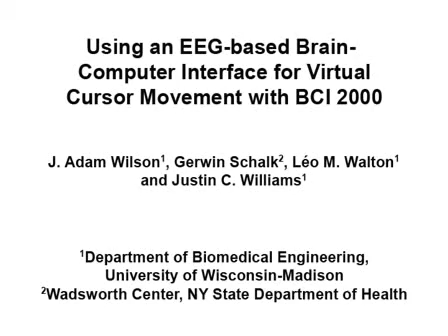 Using an EEG-based Brain-
Computer Interface for Virtual
Cursor Movement with BCI 2000
J. Adam Wilson¹, Gerwin Schalk², Léo M. Walton¹
and Justin C. Williams¹
¹Department of Biomedical Engineering,
University of Wisconsin-Madison
²Wadsworth Center, NY State Department of Health